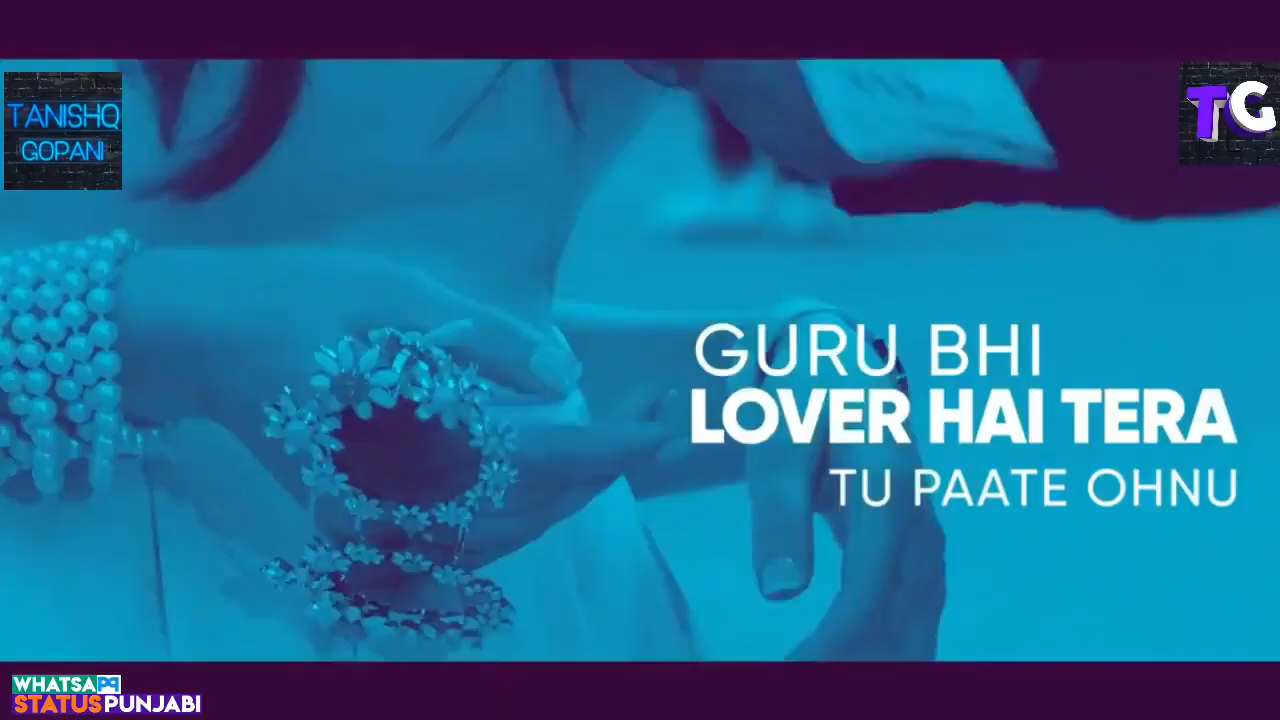 TANISHQ
GOPANI
TG
GURU BHI
LOVER HAI TERA
TU PAATE OHNU
WHATSAPP
STATUSPUNJABI